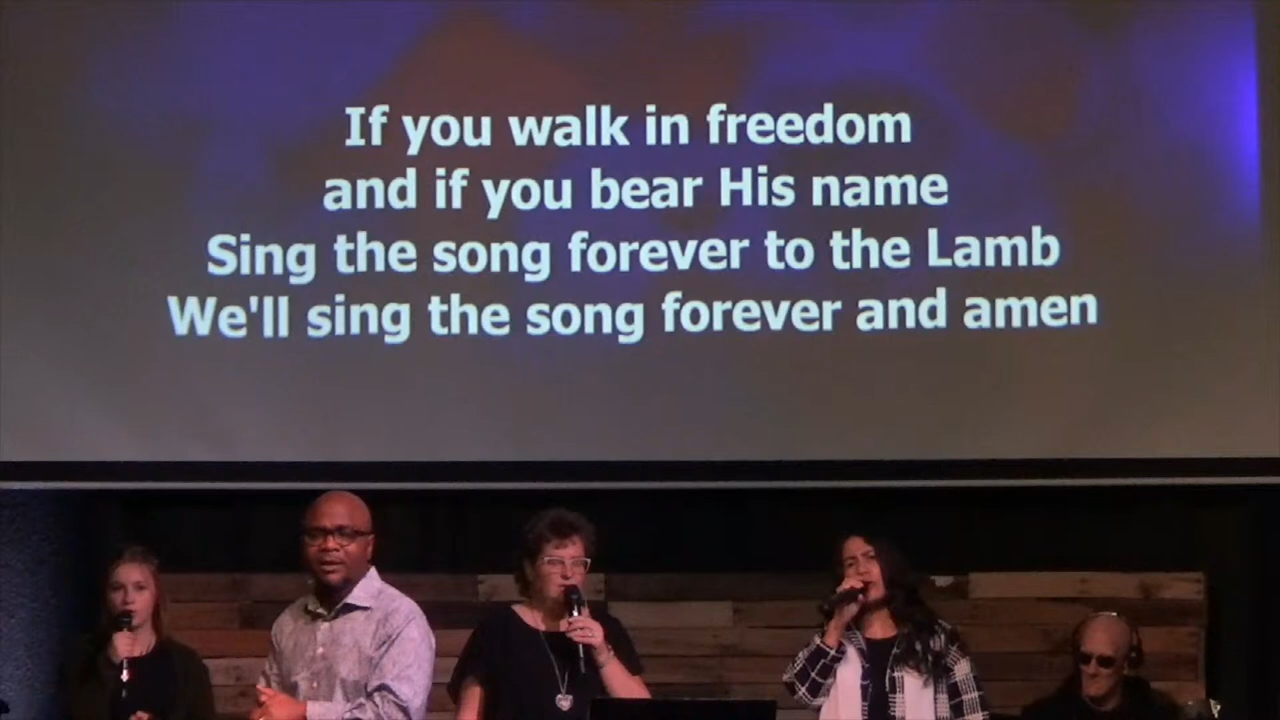 If you walk in freedom
and if you bear His name
Sing the song forever to the Lamb
We'll sing the song forever and amen